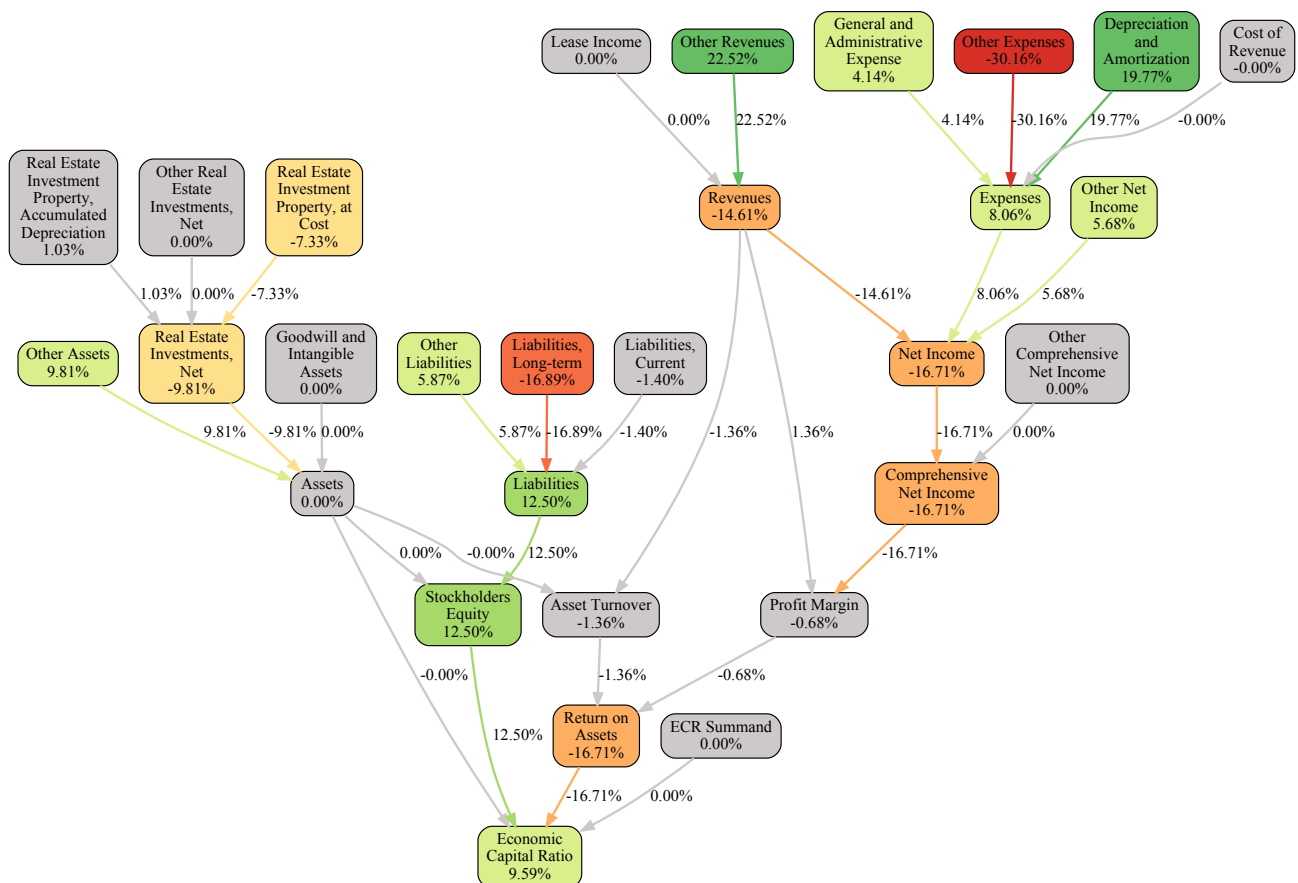 Lease Income
0.00%
Other Revenues
22.52%
General and
Administrative
Expense
4.14%
Other Expenses
-30.16%
Depreciation
and
Amortization
19.77%
Cost of
Revenue
-0.00%
0.00%
22.52%
4.14%
-30.16%
19.77%
-0.00%
Real Estate
Investment
Property,
Accumulated
Depreciation
1.03%
Other Real
Estate
Investments,
Net
0.00%
Real Estate
Investment
Property, at
Cost
-7.33%
Revenues
-14.61%
Expenses
8.06%
Other Net
Income
5.68%
1.03%
0.00%
-7.33%
-14.61%
8.06%
5.68%
Other Assets
9.81%
Real Estate
Investments,
Net
-9.81%
Goodwill and
Intangible
Assets
0.00%
Other
Liabilities
5.87%
Liabilities,
Long-term
-16.89%
Liabilities,
Current
-1.40%
Net Income
-16.71%
Other
Comprehensive
Net Income
0.00%
9.81%
-9.81%
0.00%
5.87%
-16.89%
-1.40%
-1.36%
1.36%
-16.71%
0.00%
Assets
0.00%
Liabilities
12.50%
Comprehensive
Net Income
-16.71%
0.00%
-0.00%
12.50%
-16.71%
Stockholders
Equity
12.50%
Asset Turnover
-1.36%
Profit Margin
-0.68%
-0.00%
-1.36%
-0.68%
Return on
Assets
-16.71%
ECR Summand
0.00%
12.50%
-16.71%
0.00%
Economic
Capital Ratio
9.59%